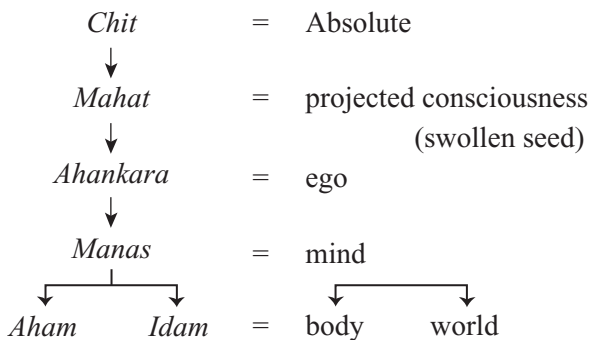 Chit = Absolute
Mahat = projected consciousness
(swollen seed)
Ahankara = ego
Manas = mind
Aham Idam = body world